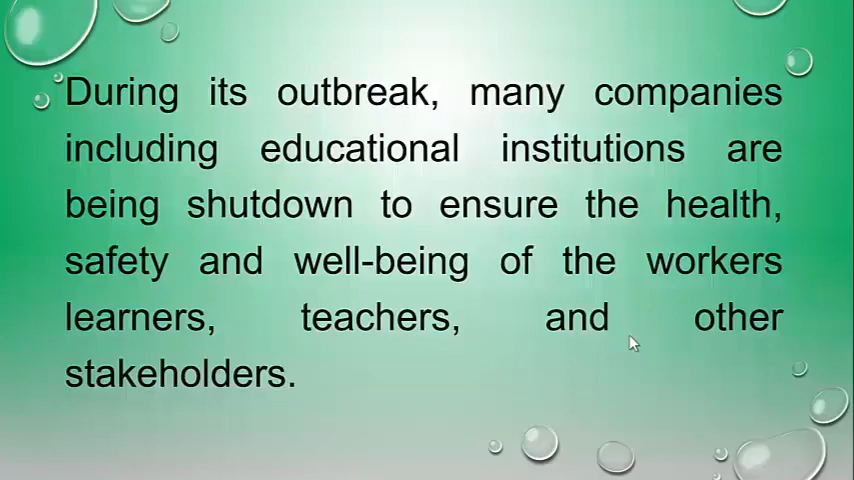 During its outbreak, many companies
including educational institutions are
being shutdown to ensure the health,
safety and well-being of the workers
learners, teachers, and other
stakeholders.